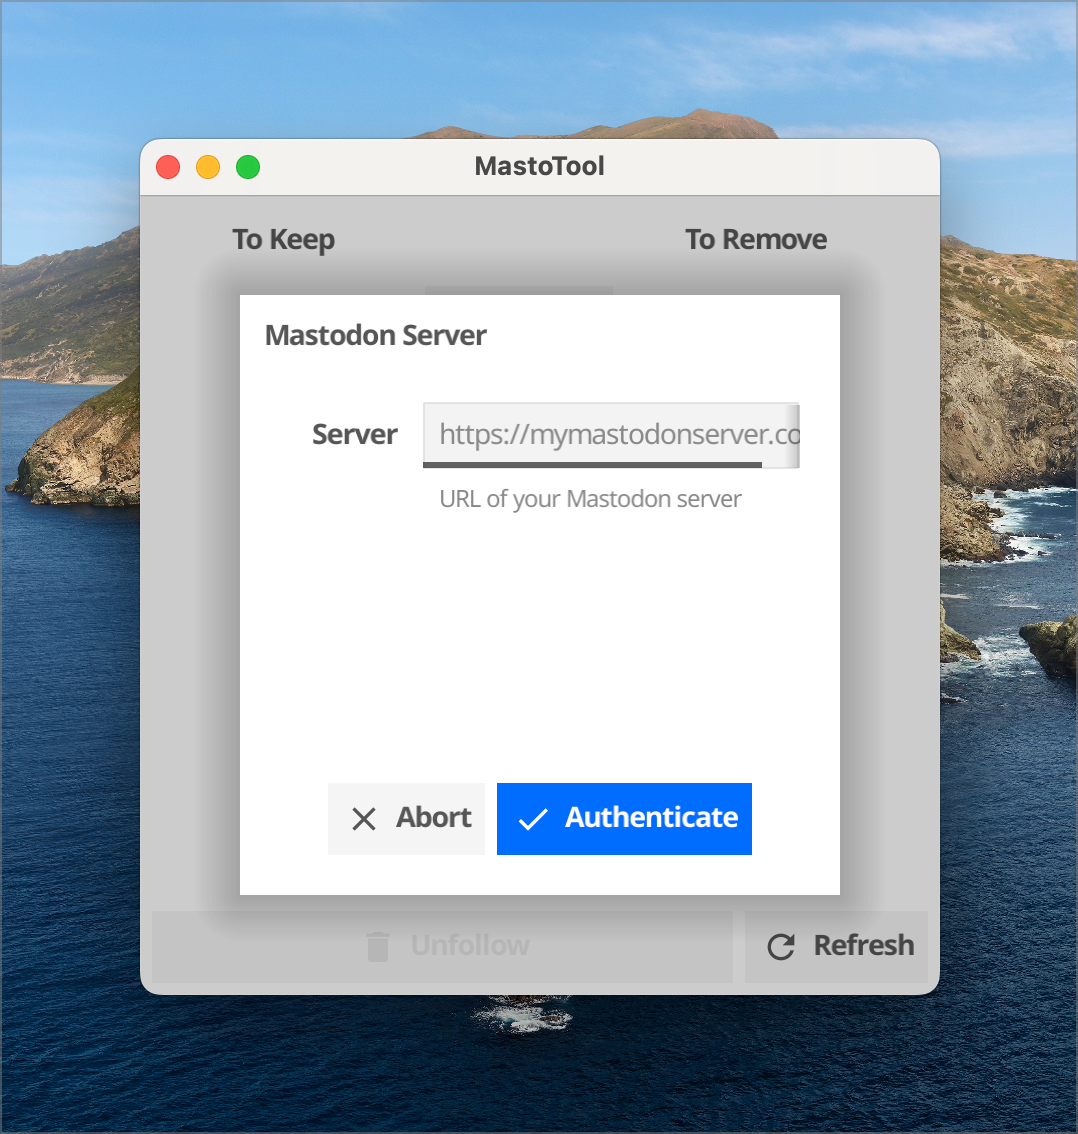 MastoTool
To Keep To Remove
Mastodon Server
Server https://mymastodonserver.co
URL of your Mastodon server
Abort Authenticate
Unfollow Refresh